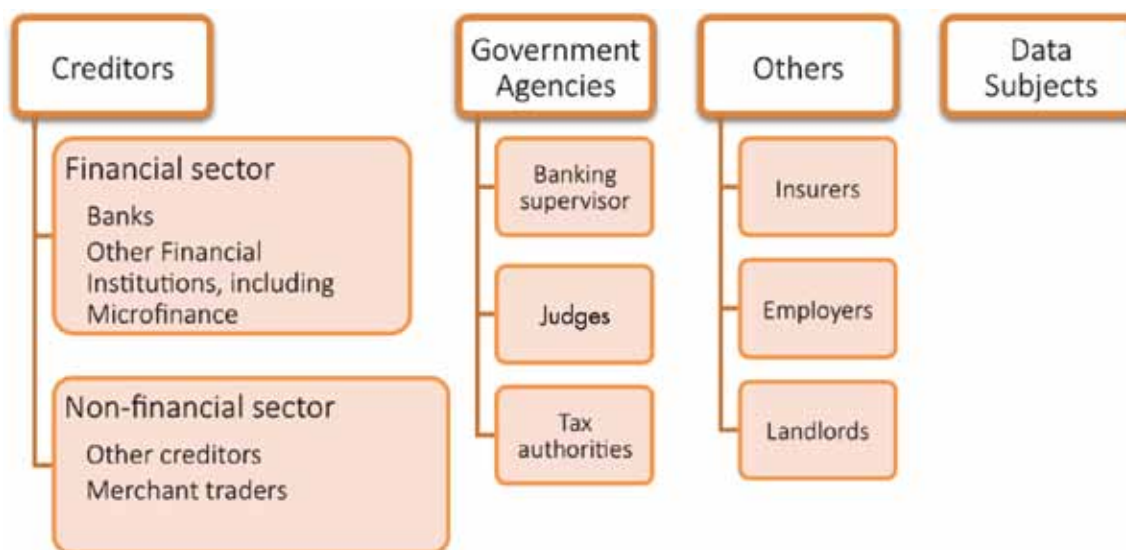 Creditors
Financial sector
Banks
Other Financial
Institutions, including
Microfinance
Non-financial sector
Other creditors
Merchant traders
Government
Agencies
Banking
supervisor
Judges
Tax
authorities
Others
Insurers
Employers
Landlords
Data
Subjects